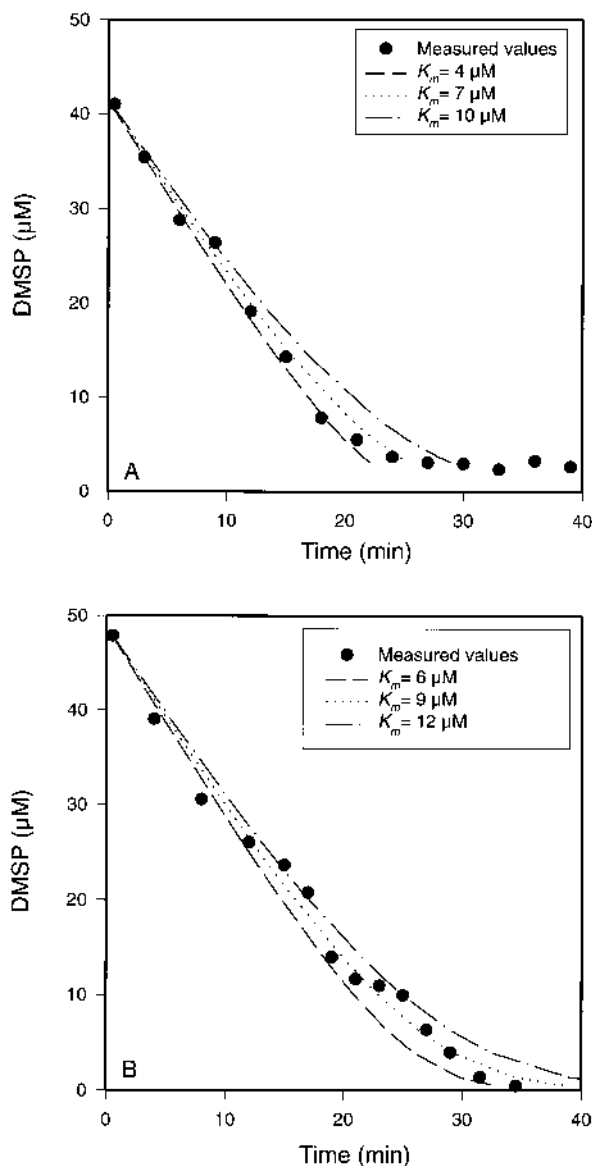 50
40
30
20
10
0
DMSP (µM)
Measured values
Km= 4 µM
Km= 7 µM
Km= 10 µM
A
0
10
20
30
40
Time (min)
50
40
30
20
10
0
DMSP (µM)
Measured values
Km= 6 µM
Km= 9 µM
Km= 12 µM
B
0
10
20
30
40
Time (min)